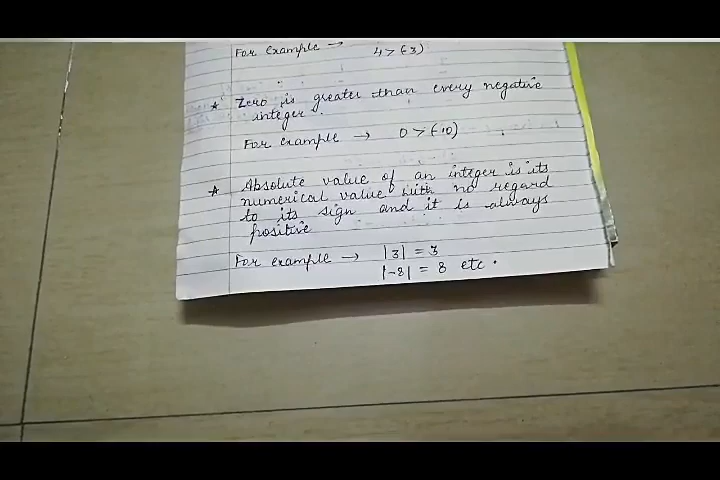 For example → 4 > (-3)
* Zero is greater than every negative
integer.
For example → 0 > (-10)
* Absolute value of an integer is its
numerical value with no regard
to its sign and it is always
positive
For example → |3| = 3
|-8| = 8 etc.